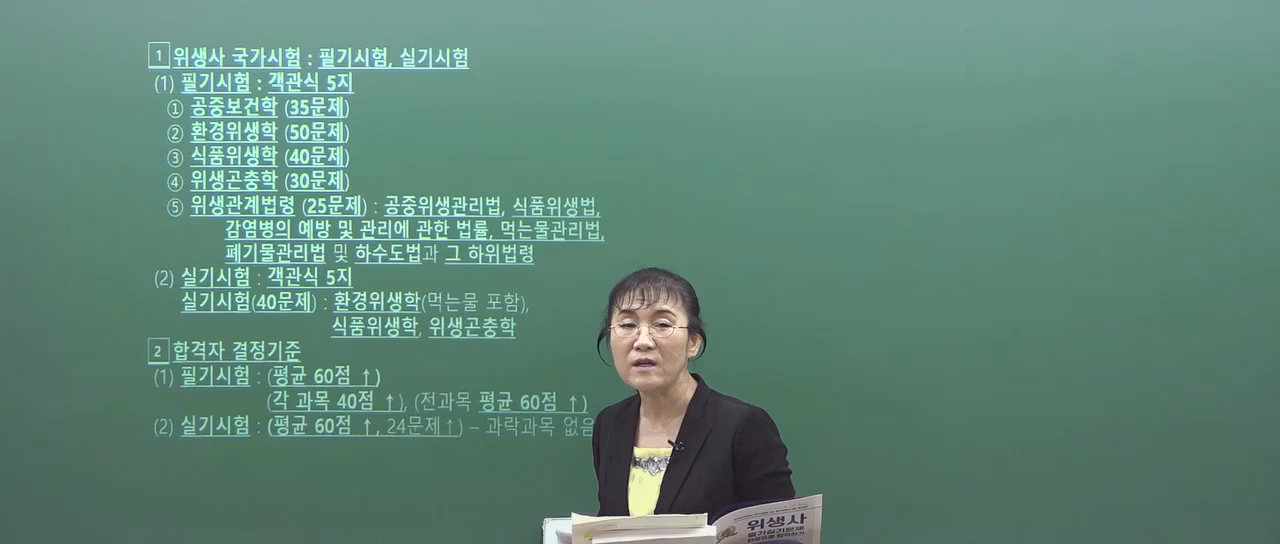 1 위생사 국가시험 : 필기시험, 실기시험
(1) 필기시험 : 객관식 5지
① 공중보건학 (35문제)
② 환경위생학 (50문제)
③ 식품위생학 (40문제)
④ 위생곤충학 (30문제)
⑤ 위생관계법령 (25문제) : 공중위생관리법, 식품위생법,
감염병의 예방 및 관리에 관한 법률, 먹는물관리법,
폐기물관리법 및 하수도법과 그 하위법령
(2) 실기시험 : 객관식 5지
실기시험(40문제) : 환경위생학(먹는물 포함),
식품위생학, 위생곤충학
2 합격자 결정기준
(1) 필기시험 : (평균 60점 ↑)
(각 과목 40점 ↑), (전과목 평균 60점 ↑)
(2) 실기시험 : (평균 60점 ↑, 24문제↑) – 과락과목 없음
위생사
필기실기문제